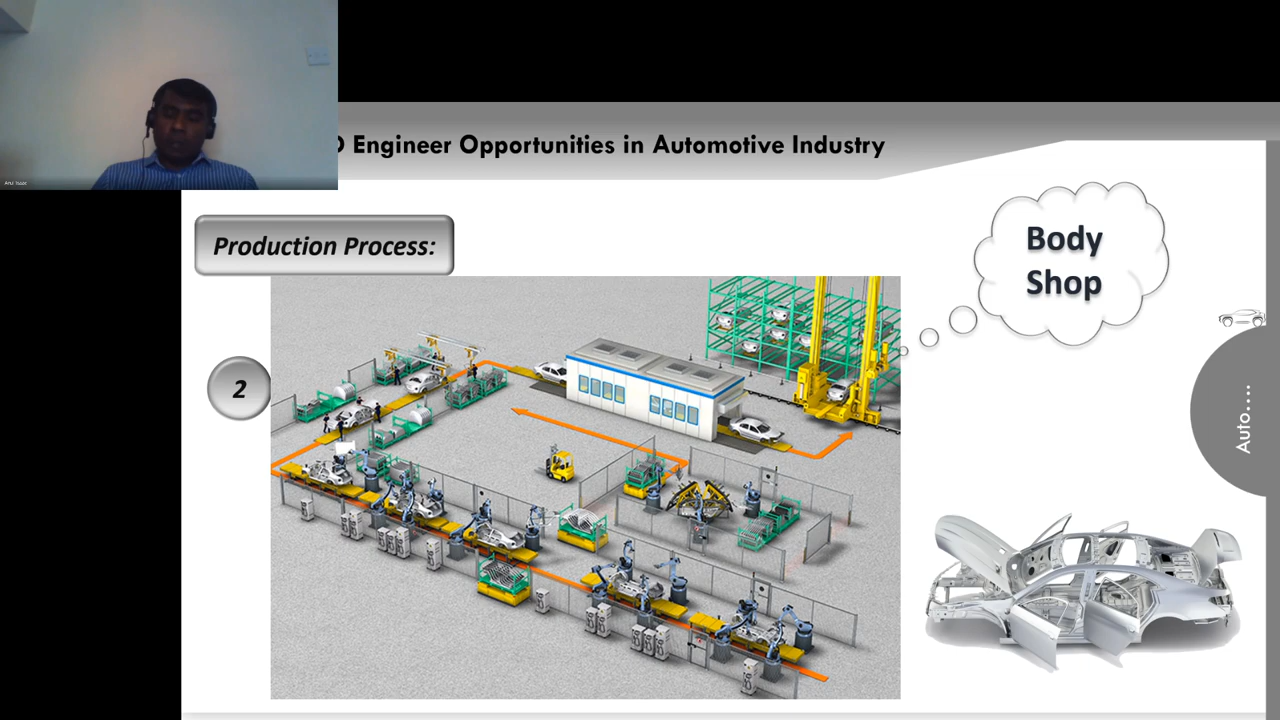 Engineer Opportunities in Automotive Industry
Production Process:
Body
Shop
2
Auto....